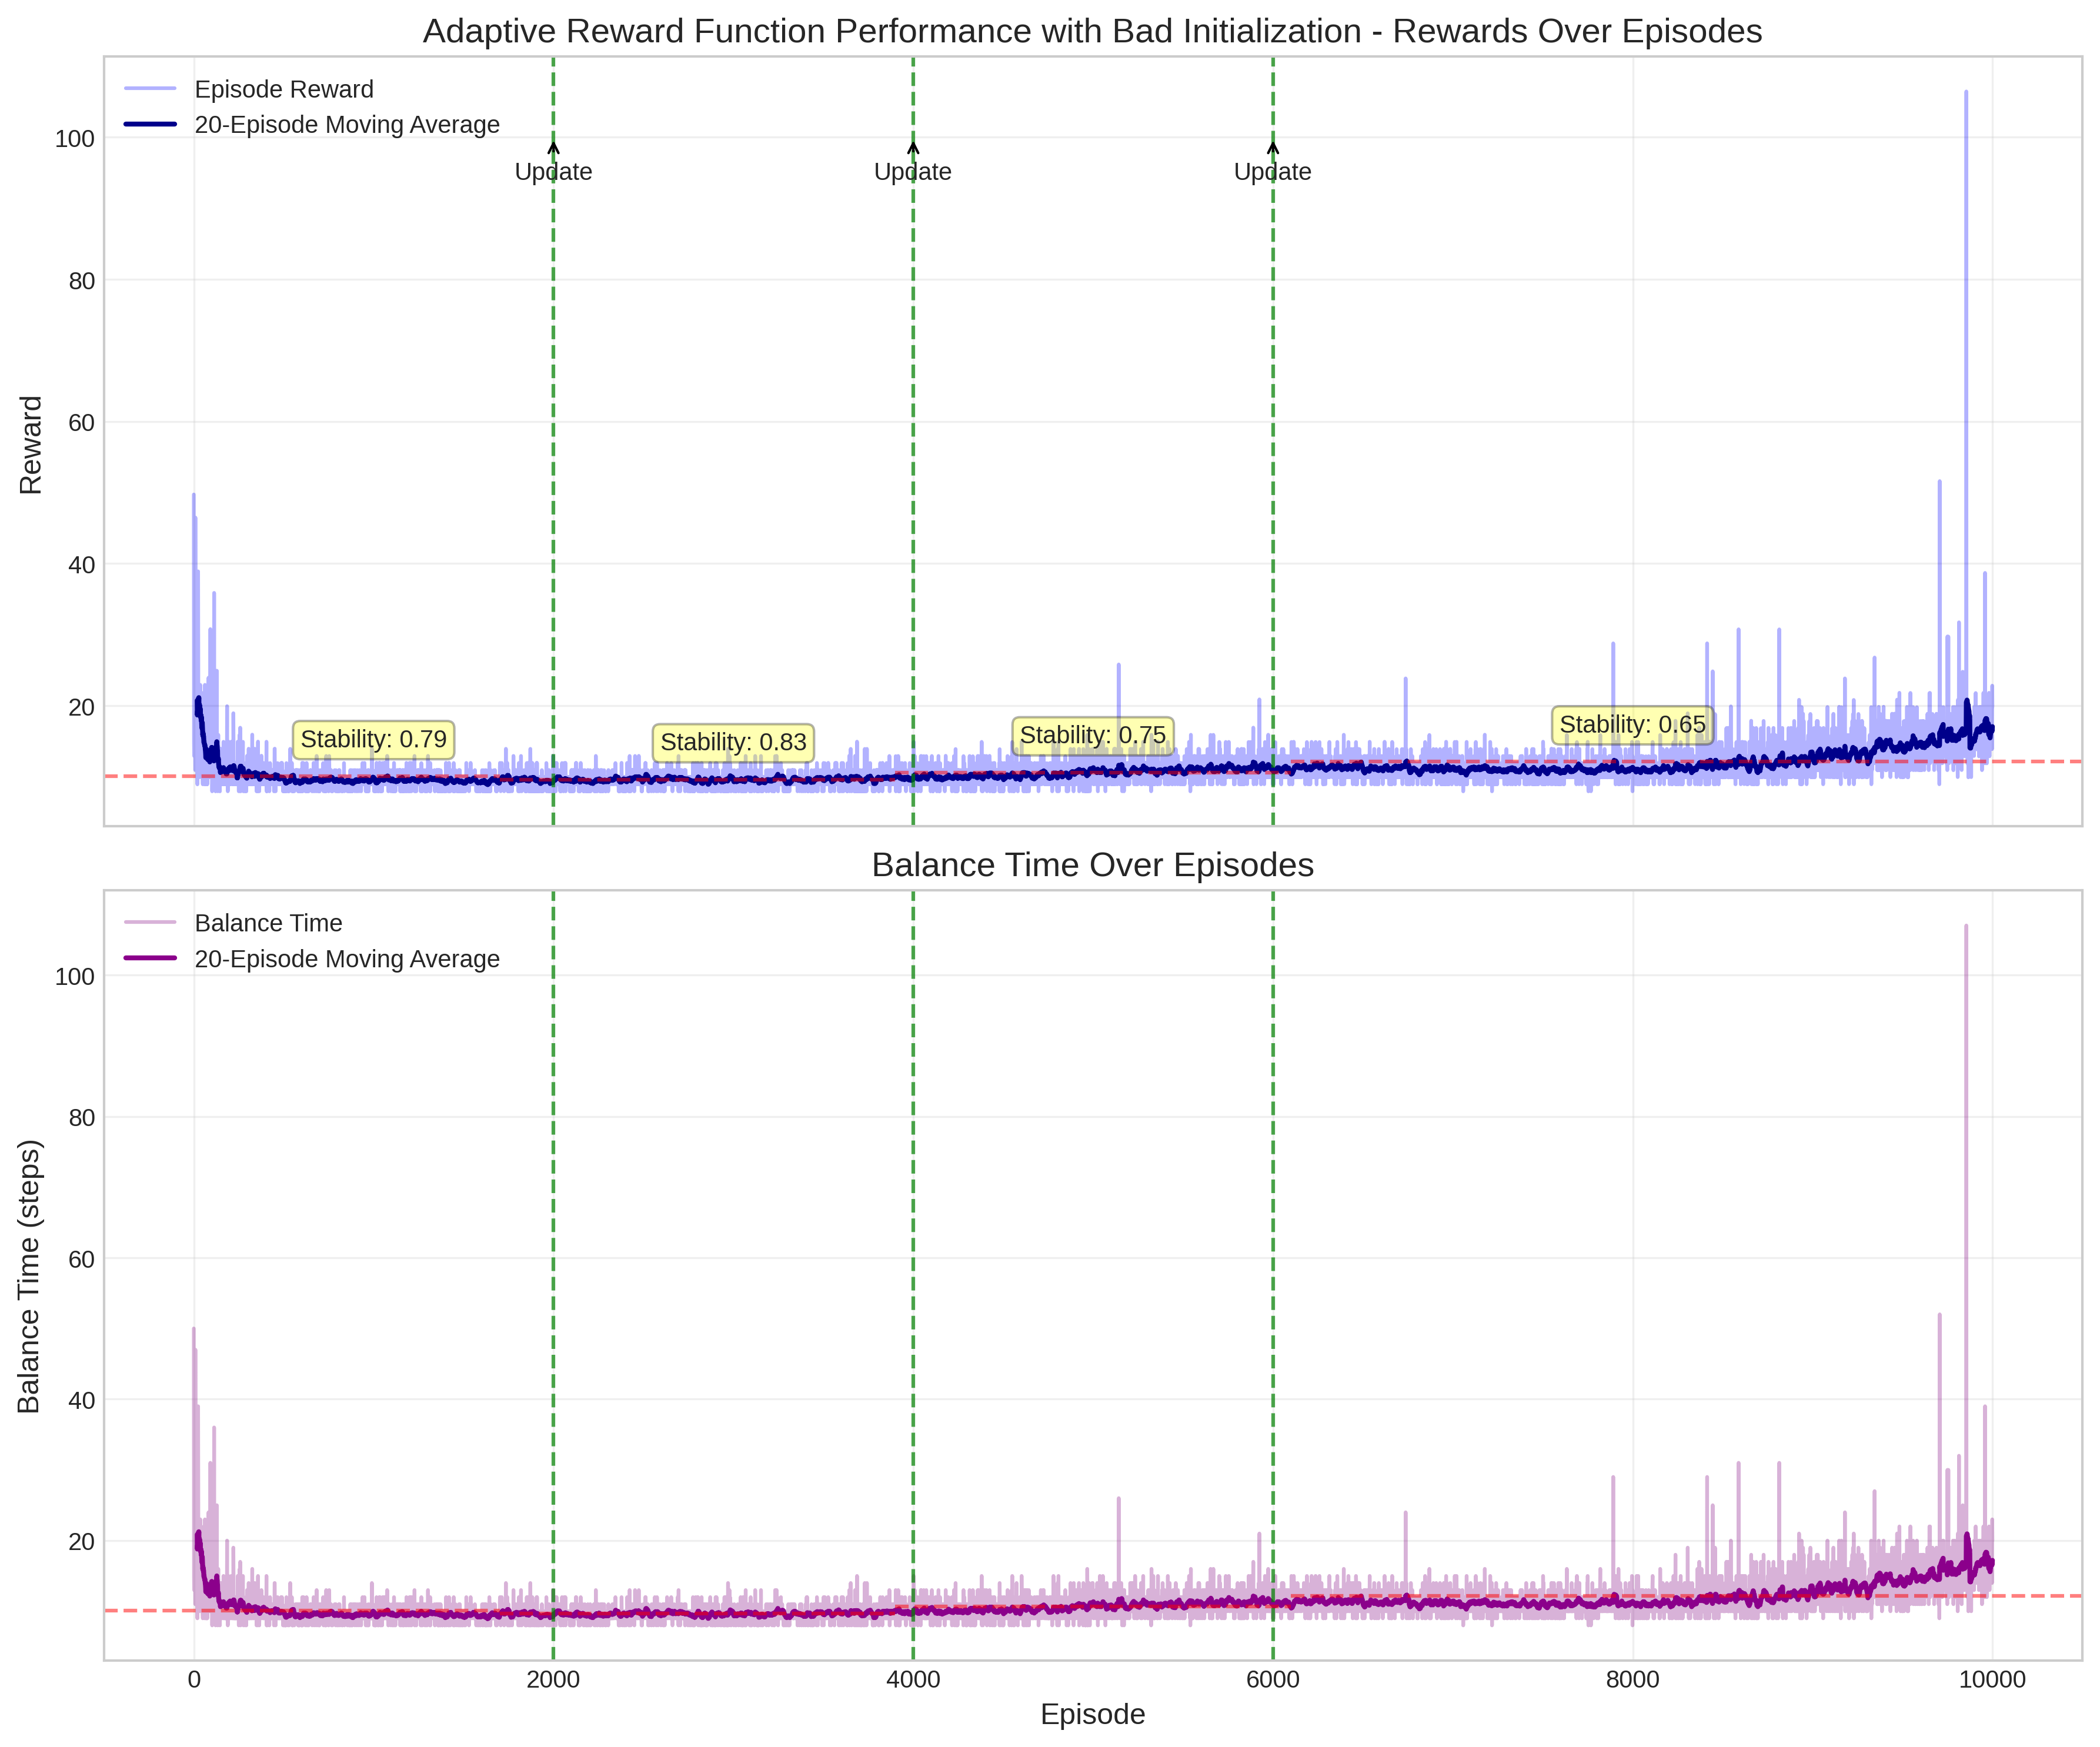 Adaptive Reward Function Performance with Bad Initialization - Rewards Over Episodes
Episode Reward
20-Episode Moving Average
100
80
60
40
20
Reward
Update
Update
Update
Stability: 0.79
Stability: 0.83
Stability: 0.75
Stability: 0.65
Balance Time Over Episodes
Balance Time
20-Episode Moving Average
100
80
60
40
20
Balance Time (steps)
0
2000
4000
6000
8000
10000
Episode